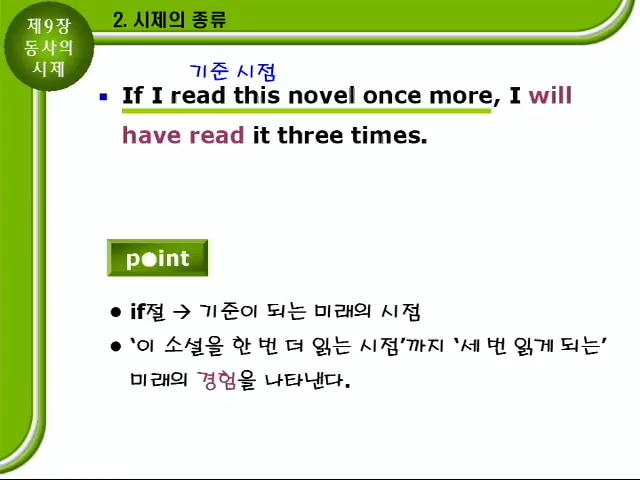 제9장
동사의
시제
2. 시제의 종류
기준 시점
▪ If I read this novel once more, I will
have read it three times.
point
● if절 → 기준이 되는 미래의 시점
● ‘이 소설을 한 번 더 읽는 시점’까지 ‘세 번 읽게 되는’
미래의 경험을 나타낸다.